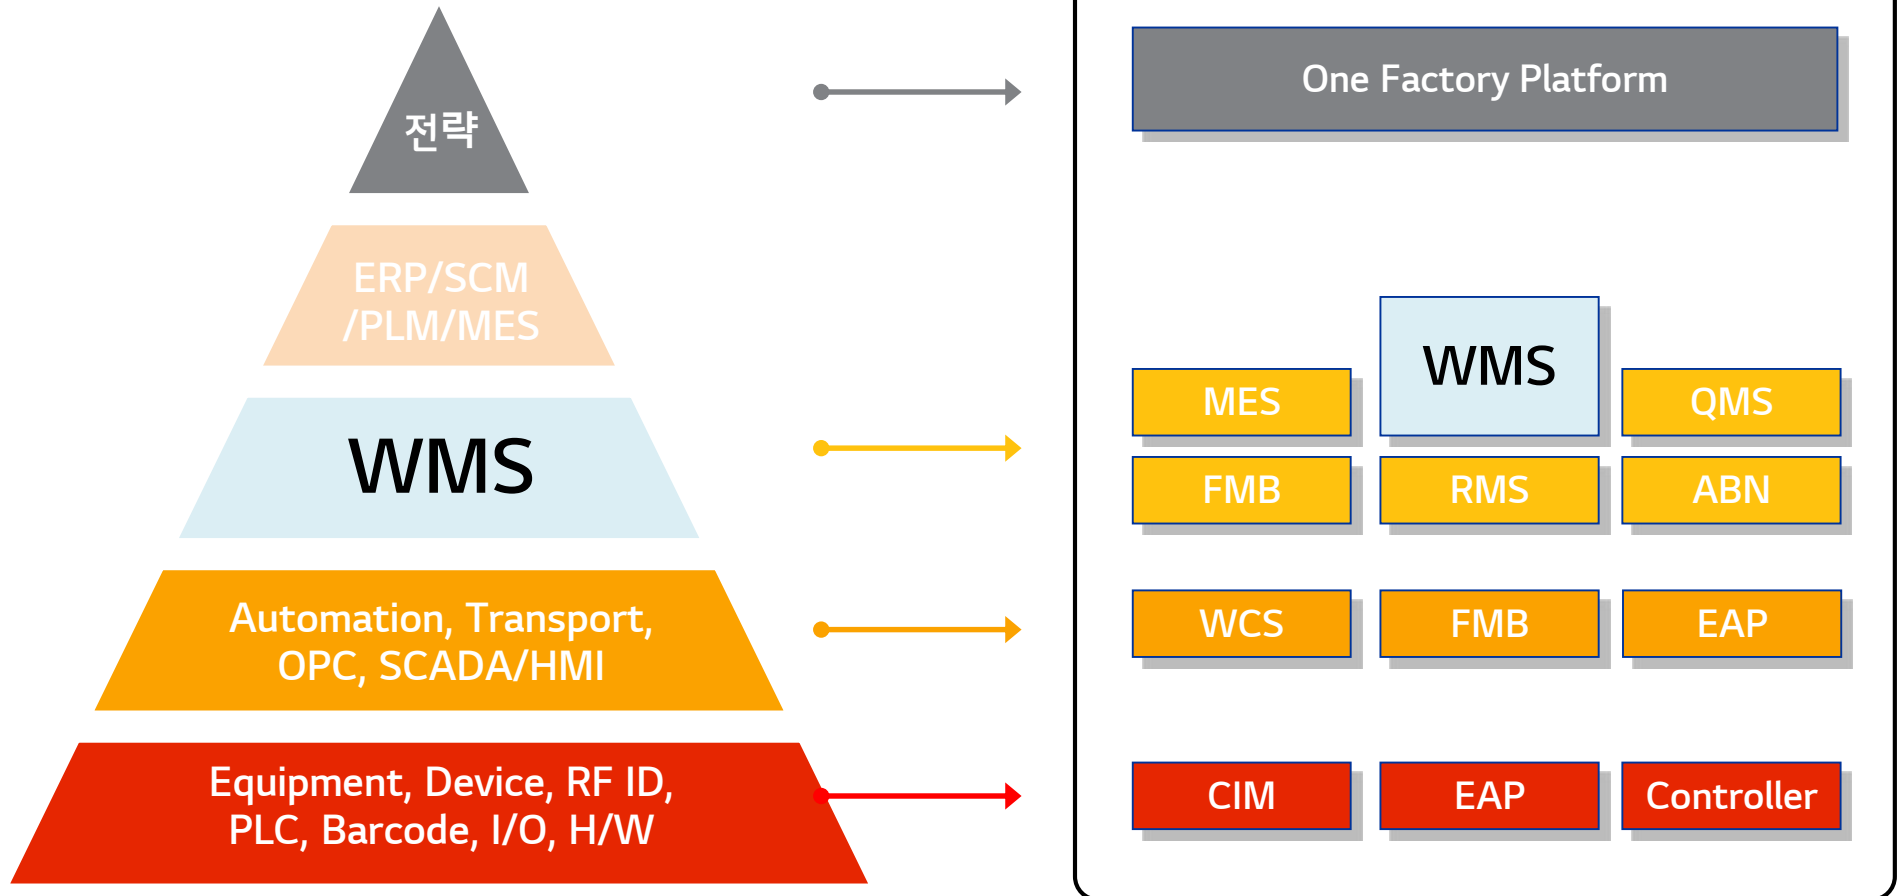 전략
ERP/SCM
/PLM/MES
WMS
Automation, Transport,
OPC, SCADA/HMI
Equipment, Device, RF ID,
PLC, Barcode, I/O, H/W
One Factory Platform
MES
WMS
QMS
FMB
RMS
ABN
WCS
FMB
EAP
CIM
EAP
Controller